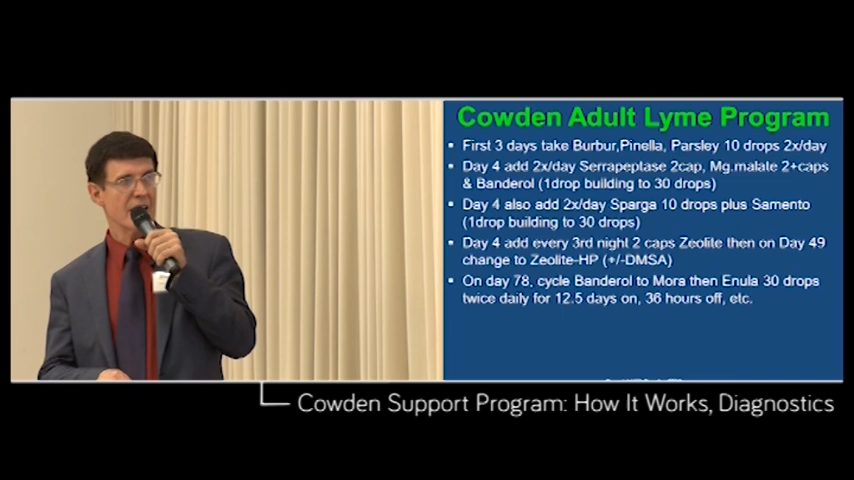 Cowden Adult Lyme Program
First 3 days take Burbur,Pinella, Parsley 10 drops 2x/day
Day 4 add 2x/day Serrapeptase 2cap, Mg.malate 2+caps
& Banderol (1drop building to 30 drops)
Day 4 also add 2x/day Sparga 10 drops plus Samento
(1drop building to 30 drops)
Day 4 add every 3rd night 2 caps Zeolite then on Day 49
change to Zeolite-HP (+/-DMSA)
On day 78, cycle Banderol to Mora then Enula 30 drops
twice daily for 12.5 days on, 36 hours off, etc.
Cowden Support Program: How It Works, Diagnostics